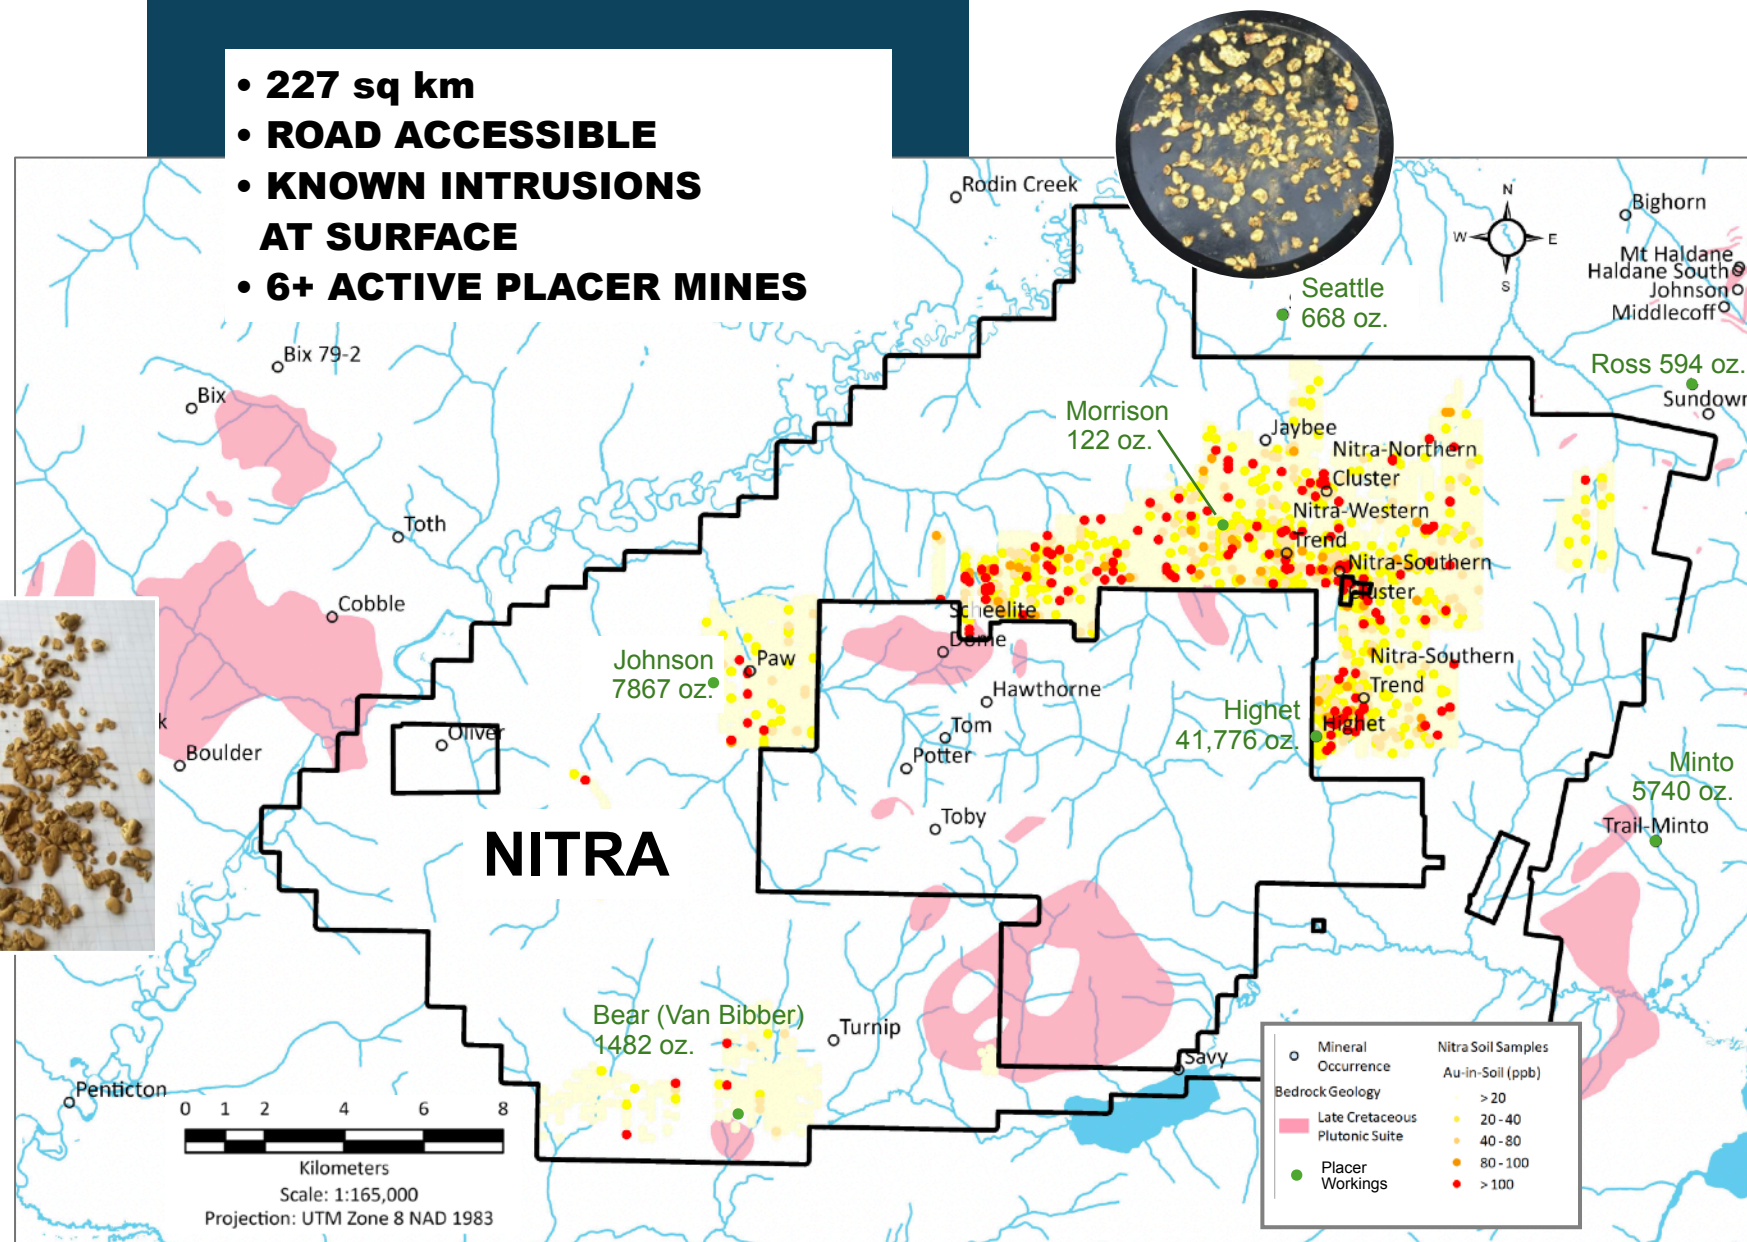 • 227 sq km
• ROAD ACCESSIBLE
• KNOWN INTRUSIONS
AT SURFACE
• 6+ ACTIVE PLACER MINES
Rodin Creek
N
W
E
S
Bighorn
Mt Haldane
Haldane South
Johnson
Middlecoff
Seattle
668 oz.
Ross 594 oz.
Sundown
Bix 79-2
Bix
Morrison
122 oz.
Jaybee
Nitra-Northern
Cluster
Nitra-Western
Trend
Nitra-Southern
Cluster
Toth
Cobble
Scheelite
Dome
Johnson
7867 oz.
Paw
Nitra-Southern
Trend
Hawthorne
Highet
41,776 oz.
Highet
Tom
Potter
k
Boulder
Oliver
Minto
5740 oz.
Trail-Minto
Toby
NITRA
Bear (Van Bibber)
1482 oz.
Turnip
Savy
Penticton
0 1 2 4 6 8
Kilometers
Scale: 1:165,000
Projection: UTM Zone 8 NAD 1983
Mineral
Occurrence
Bedrock Geology
Late Cretaceous
Plutonic Suite
Placer
Workings
Nitra Soil Samples
Au-in-Soil (ppb)
>20
20-40
40-80
80-100
>100